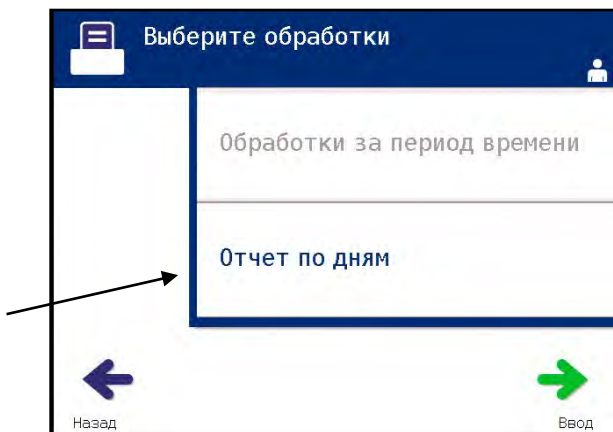 Выберите обработки
Обработки за период времени
Отчет по дням
Назад
Ввод